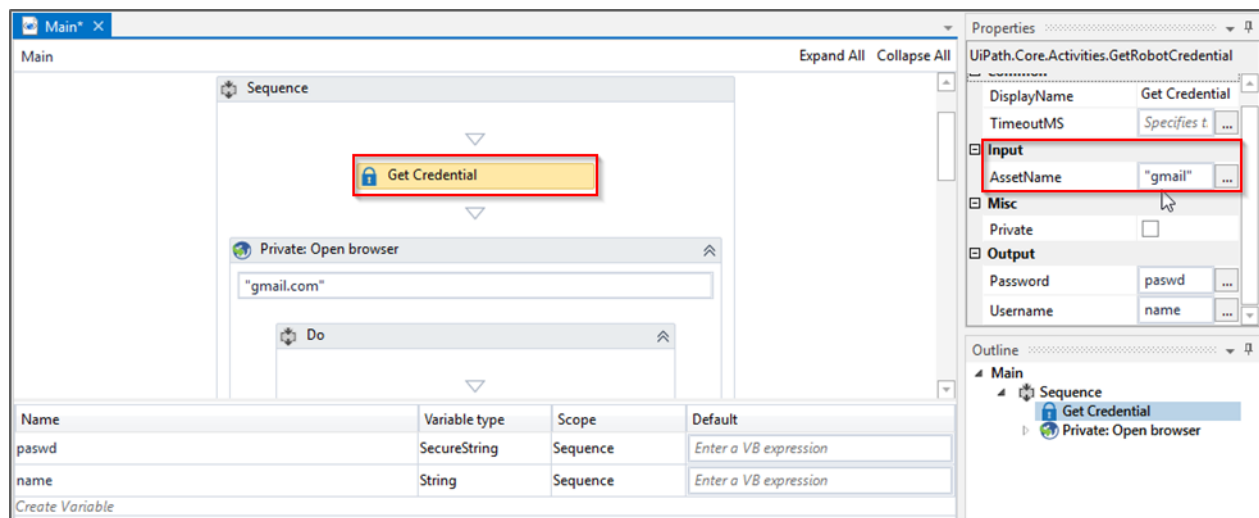 Main*
Main Expand All Collapse All
Sequence
Get Credential
Private: Open browser
"gmail.com"
Do
Name Variable type Scope Default
paswd SecureString Sequence Enter a VB expression
name String Sequence Enter a VB expression
Create Variable
Properties
UiPath.Core.Activities.GetRobotCredential
Common
DisplayName Get Credential
TimeoutMS Specifies t ...
Input
AssetName "gmail" ...
Misc
Private
Output
Password paswd ...
Username name ...
Outline
Main
Sequence
Get Credential
Private: Open browser